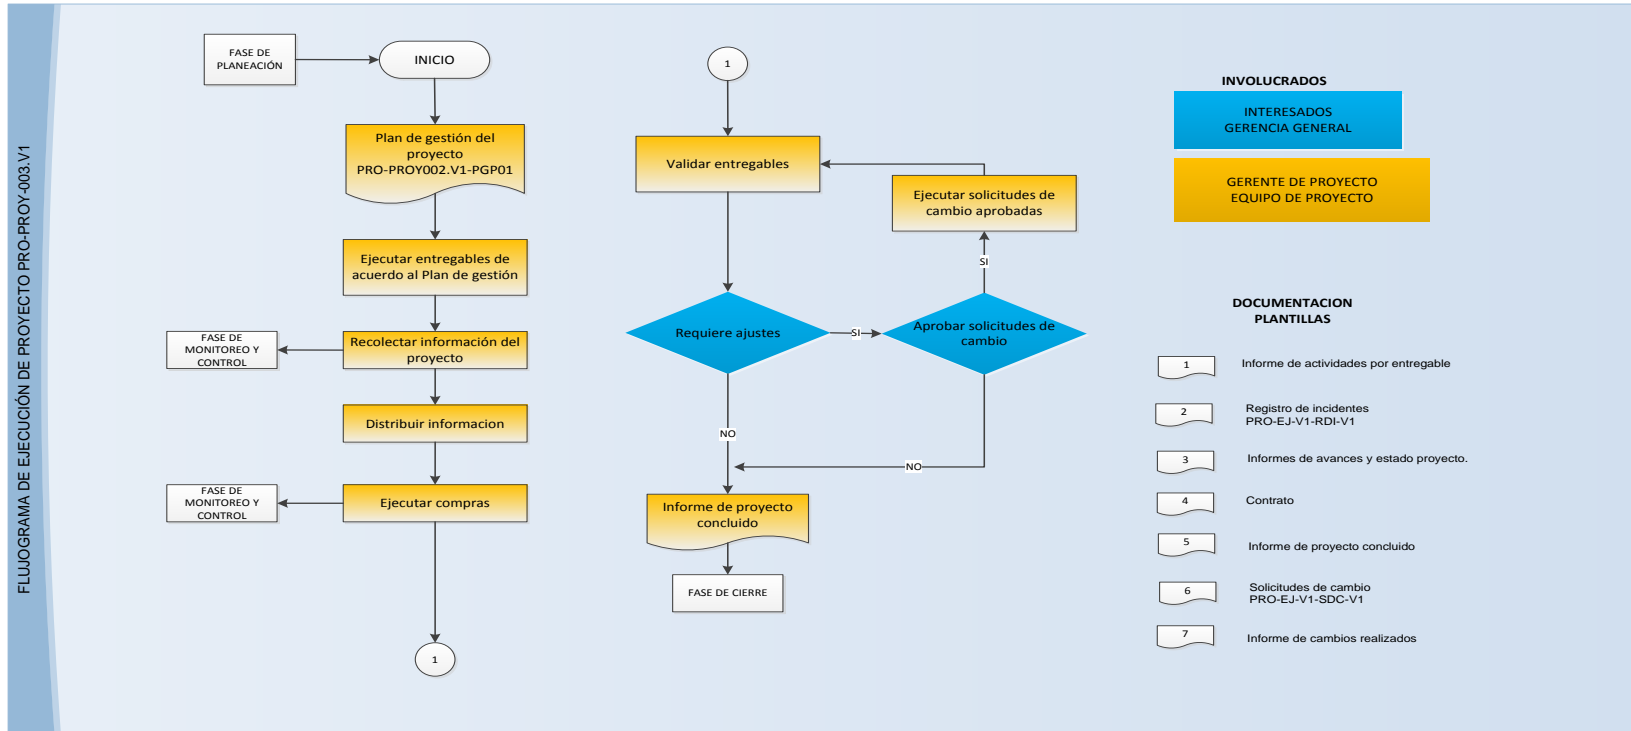 FLUJOGRAMA DE EJECUCIÓN DE PROYECTO PRO-PROY-003.V1
FASE DE
PLANEACIÓN
INICIO
Plan de gestión del
proyecto
PRO-PROY002.V1-PGP01
Ejecutar entregables de
acuerdo al Plan de gestión
FASE DE
MONITOREO Y
CONTROL
Recolectar información del
proyecto
Distribuir informacion
FASE DE
MONITOREO Y
CONTROL
Ejecutar compras
1
1
Validar entregables
Ejecutar solicitudes de
cambio aprobadas
SI
Requiere ajustes
SI
Aprobar solicitudes de
cambio
NO
NO
Informe de proyecto
concluido
FASE DE CIERRE
INVOLUCRADOS
INTERESADOS
GERENCIA GENERAL
GERENTE DE PROYECTO
EQUIPO DE PROYECTO
DOCUMENTACION
PLANTILLAS
1 Informe de actividades por entregable
2 Registro de incidentes
PRO-EJ-V1-RDI-V1
3 Informes de avances y estado proyecto.
4 Contrato
5 Informe de proyecto concluido
6 Solicitudes de cambio
PRO-EJ-V1-SDC-V1
7 Informe de cambios realizados